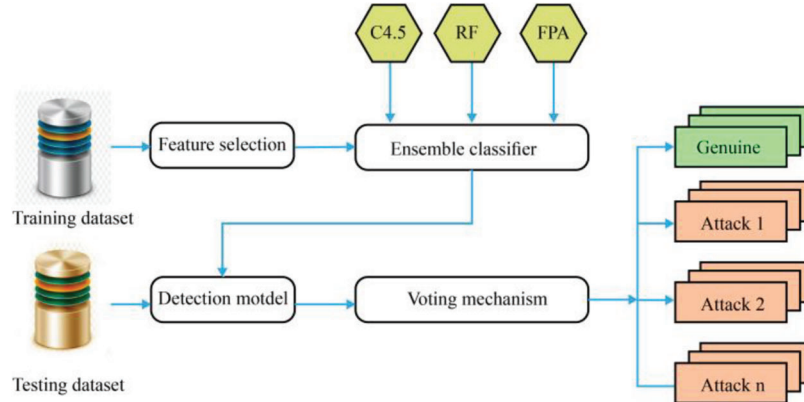 C4.5
RF
FPA
Feature selection
Ensemble classifier
Genuine
Training dataset
Attack 1
Detection motdel
Voting mechanism
Attack 2
Testing dataset
Attack n